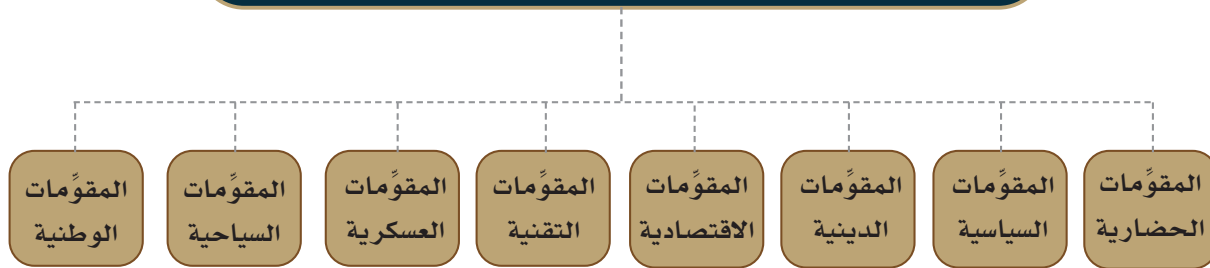 المقوِّمات
الحضارية
المقوِّمات
السياسية
المقوِّمات
الدينية
المقوِّمات
الاقتصادية
المقوِّمات
التقنية
المقوِّمات
العسكرية
المقوِّمات
السياحية
المقوِّمات
الوطنية